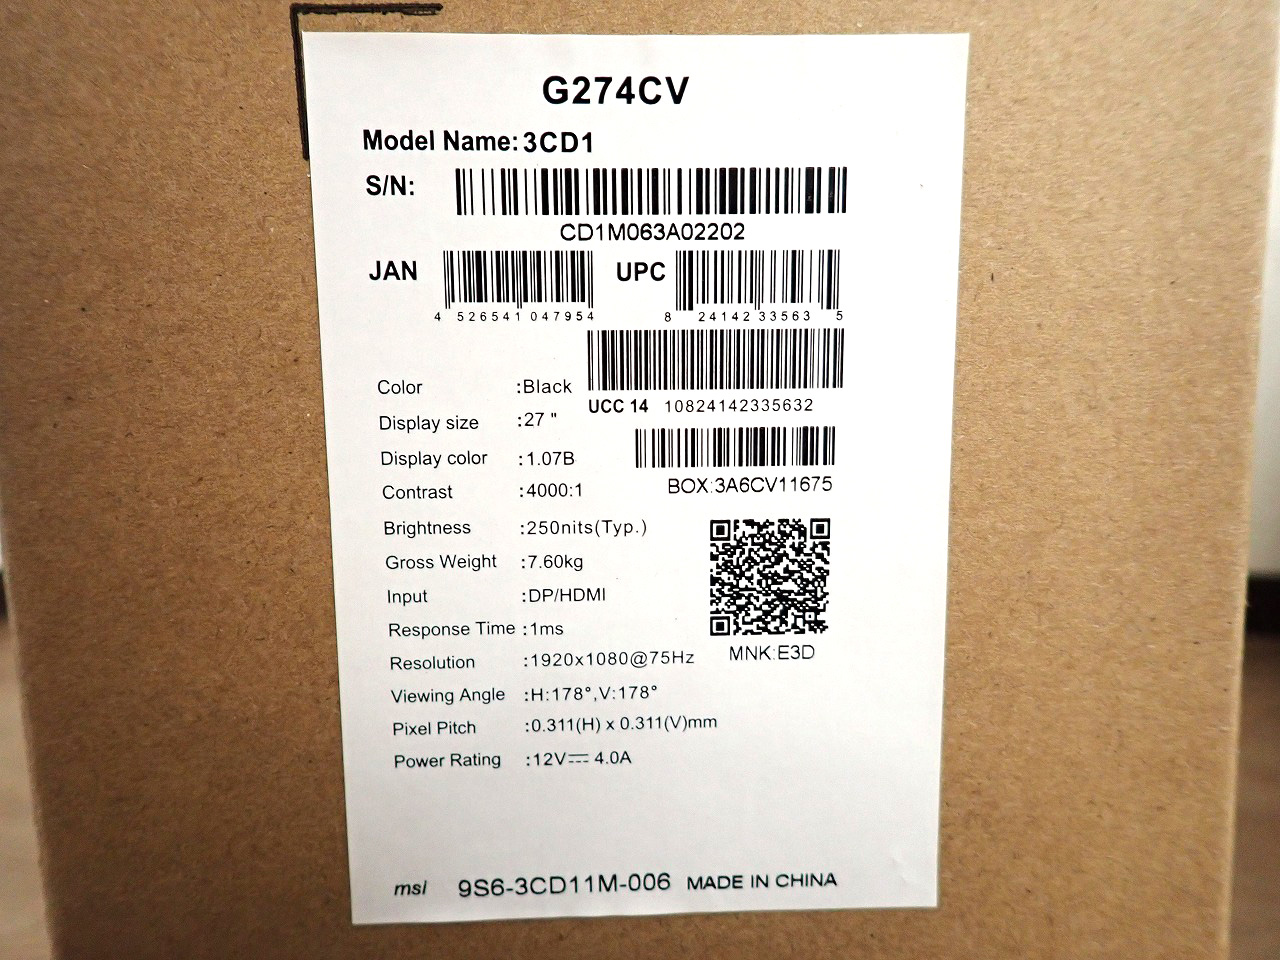 G274CV
Model Name: 3CD1
S/N:
CD1M063A02202
JAN
4 526541 047954
UPC
8 24142 33563 5
UCC 14 10824142335632
BOX:3A6CV11675
MNK:E3D
Color :Black
Display size :27 "
Display color :1.07B
Contrast :4000:1
Brightness :250nits(Typ.)
Gross Weight :7.60kg
Input :DP/HDMI
Response Time :1ms
Resolution :1920x1080@75Hz
Viewing Angle :H:178°,V:178°
Pixel Pitch :0.311(H) x 0.311(V)mm
Power Rating :12V⎓ 4.0A
msi 9S6-3CD11M-006 MADE IN CHINA